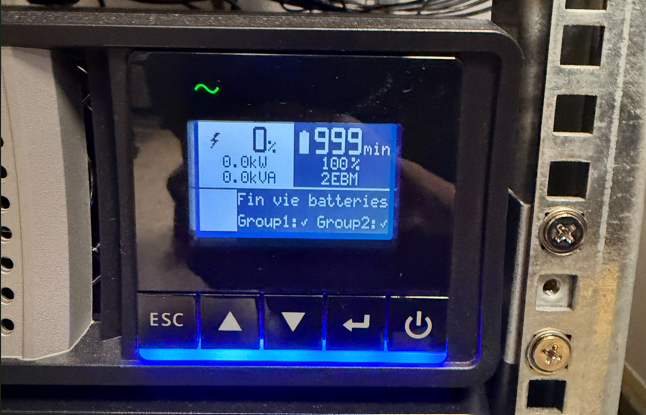 0%
999min
0.0kW
100%
0.0kVA
2EBM
Fin vie batteries
Group1:✓ Group2:✓
ESC